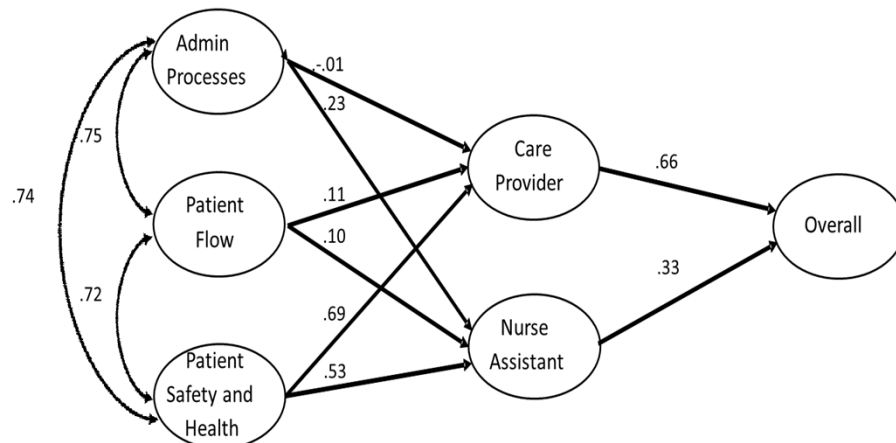 Admin
Processes
.-.01
.23
.75
.74
Care
Provider
.66
Patient
Flow
.11
.10
Overall
.72
.33
.69
Nurse
Assistant
.53
Patient
Safety and
Health